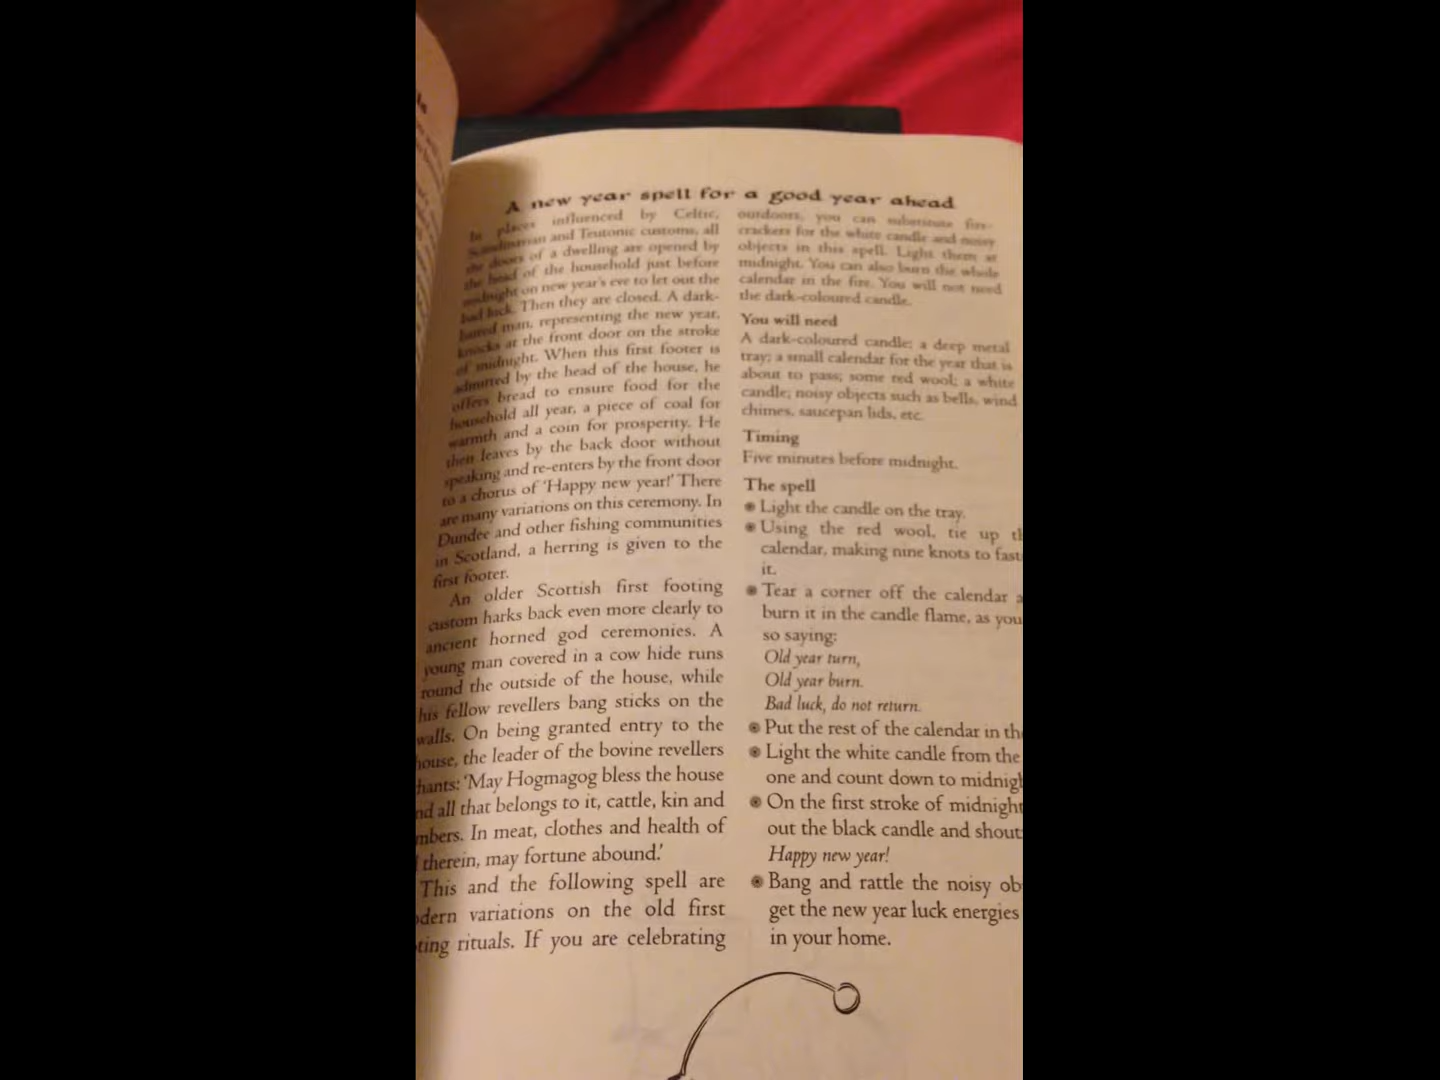 A new year spell for a good year ahead
In places influenced by Celtic,
Scandinavian and Teutonic customs, all
the doors of a dwelling are opened by
the head of the household just before
midnight on new year's eve to let out the
bad luck. Then they are closed. A dark-
haired man, representing the new year,
knocks at the front door on the stroke
of midnight. When this first footer is
admitted by the head of the house, he
offers bread to ensure food for the
household all year, a piece of coal for
warmth and a coin for prosperity. He
then leaves by the back door without
speaking and re-enters by the front door
to a chorus of 'Happy new year!' There
are many variations on this ceremony. In
Dundee and other fishing communities
in Scotland, a herring is given to the
first footer.
An older Scottish first footing
custom harks back even more clearly to
ancient horned god ceremonies. A
young man covered in a cow hide runs
round the outside of the house, while
his fellow revellers bang sticks on the
walls. On being granted entry to the
house, the leader of the bovine revellers
hants: 'May Hogmagog bless the house
nd all that belongs to it, cattle, kin and
mbers. In meat, clothes and health of
therein, may fortune abound.'
This and the following spell are
dern variations on the old first
ting rituals. If you are celebrating
outdoors, you can substitute fire-
crackers for the white candle and noisy
objects in this spell. Light them at
midnight. You can also burn the whole
calendar in the fire. You will not need
the dark-coloured candle.
You will need
A dark-coloured candle; a deep metal
tray; a small calendar for the year that is
about to pass; some red wool; a white
candle; noisy objects such as bells, wind
chimes, saucepan lids, etc.
Timing
Five minutes before midnight.
The spell
Light the candle on the tray.
Using the red wool, tie up th
calendar, making nine knots to fast
it.
Tear a corner off the calendar a
burn it in the candle flame, as you
so saying:
Old year turn,
Old year burn.
Bad luck, do not return.
Put the rest of the calendar in the
Light the white candle from the
one and count down to midnigh
On the first stroke of midnight
out the black candle and shout
Happy new year!
Bang and rattle the noisy ob
get the new year luck energies
in your home.